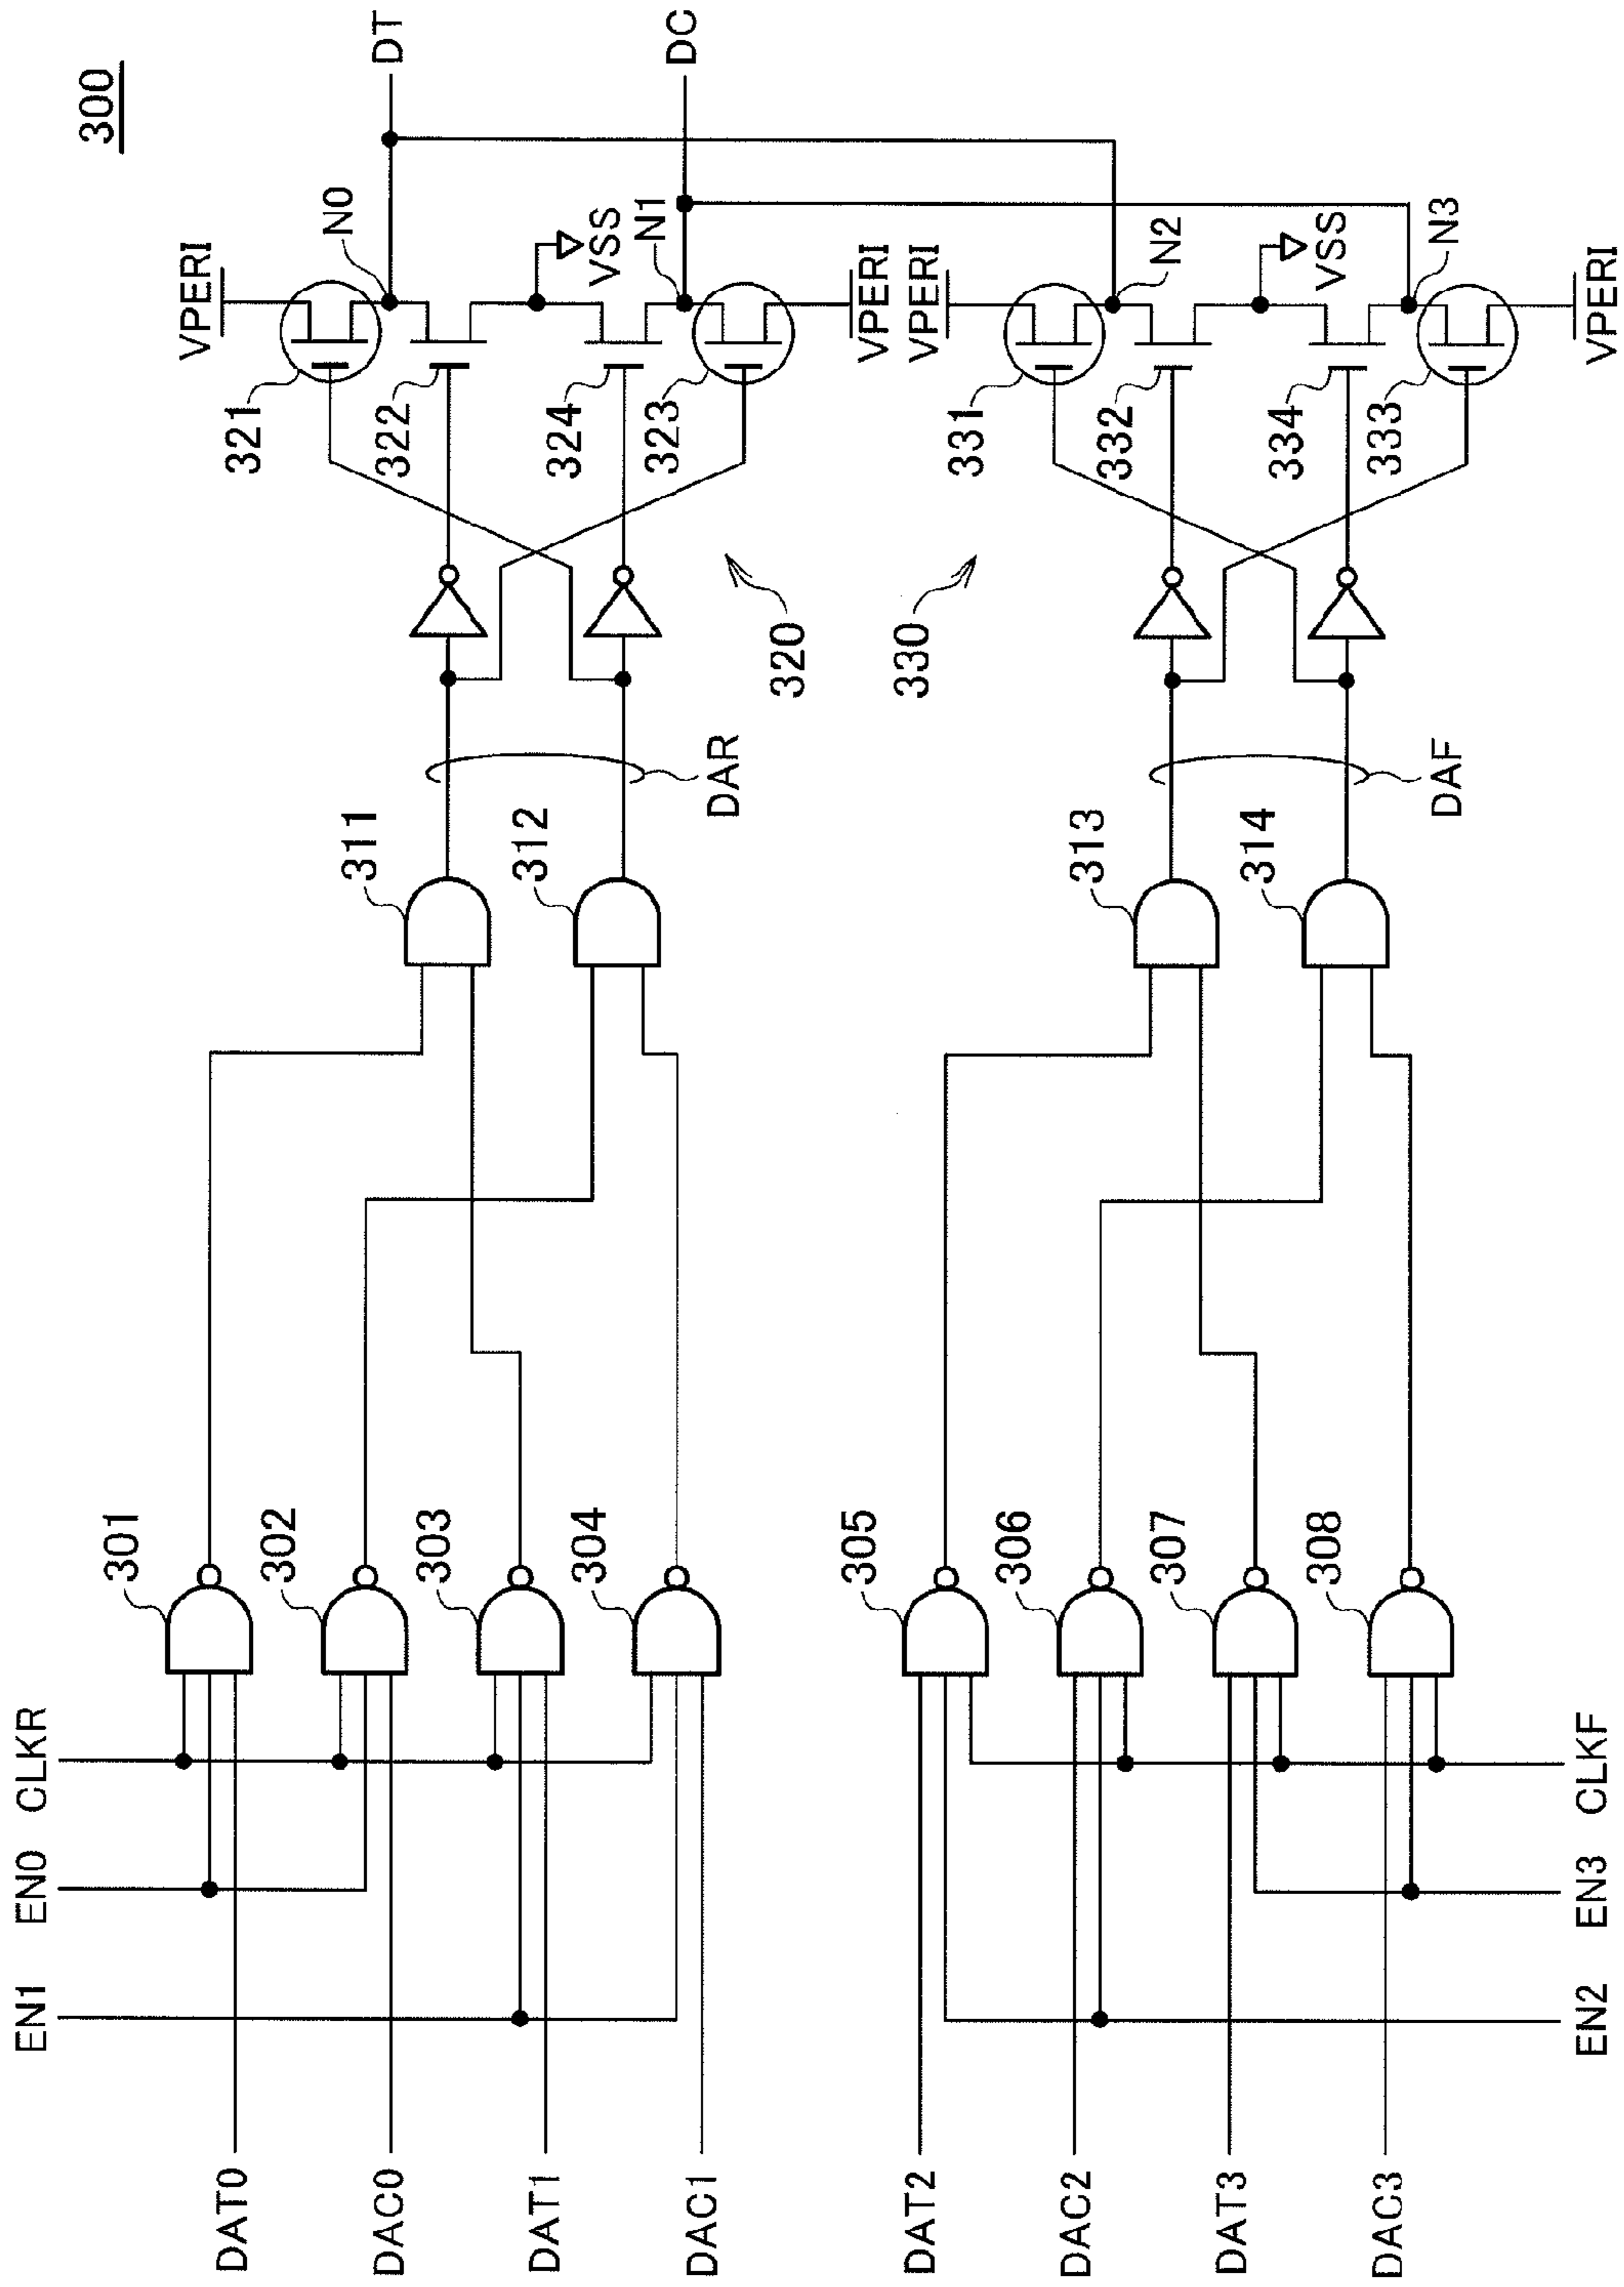 300
EN1
EN0
CLKR
DAT0
DAC0
DAT1
DAC1
301
302
303
304
311
312
DAR
320
321
322
324
323
VPERI
N0
VSS
N1
VPERI
DT
DC
DAT2
DAC2
DAT3
DAC3
EN2
EN3
CLKF
305
306
307
308
313
314
DAF
330
331
332
334
333
VPERI
N2
VSS
N3
VPERI